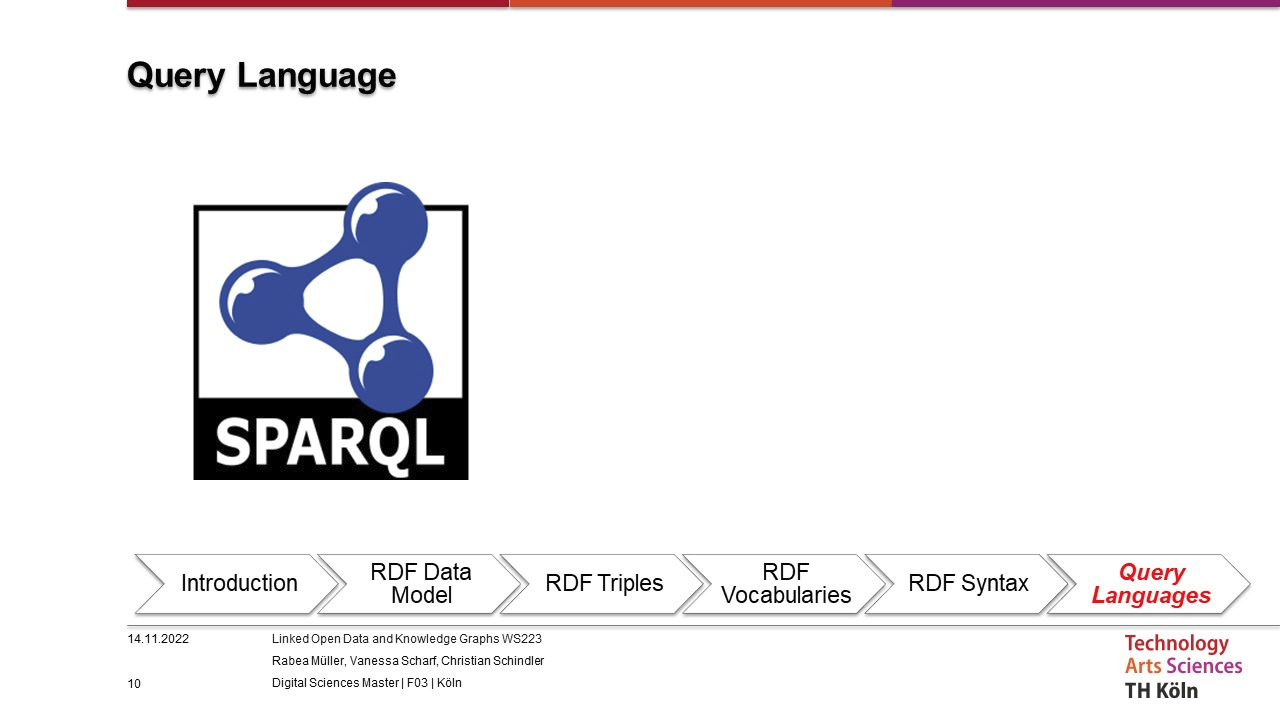 Query Language
SPARQL
Introduction
RDF Data
Model
RDF Triples
RDF
Vocabularies
RDF Syntax
Query
Languages
14.11.2022
Linked Open Data and Knowledge Graphs WS223
Rabea Müller, Vanessa Scharf, Christian Schindler
10
Digital Sciences Master | F03 | Köln
Technology
Arts Sciences
TH Köln